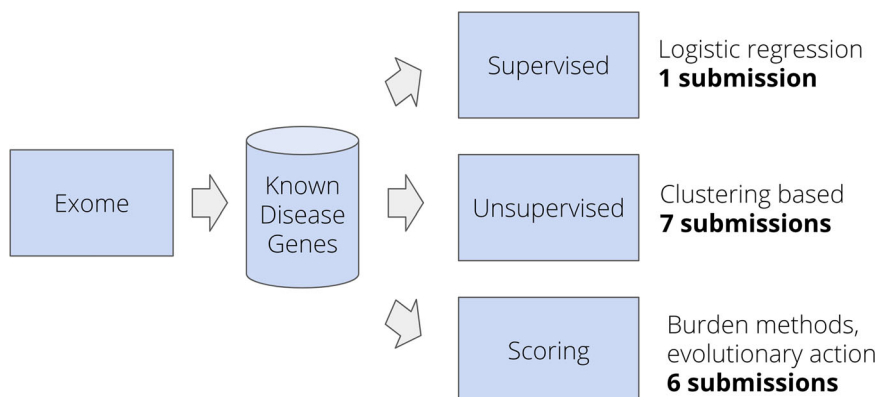 Exome
Known
Disease
Genes
Supervised
Logistic regression
1 submission
Unsupervised
Clustering based
7 submissions
Scoring
Burden methods,
evolutionary action
6 submissions